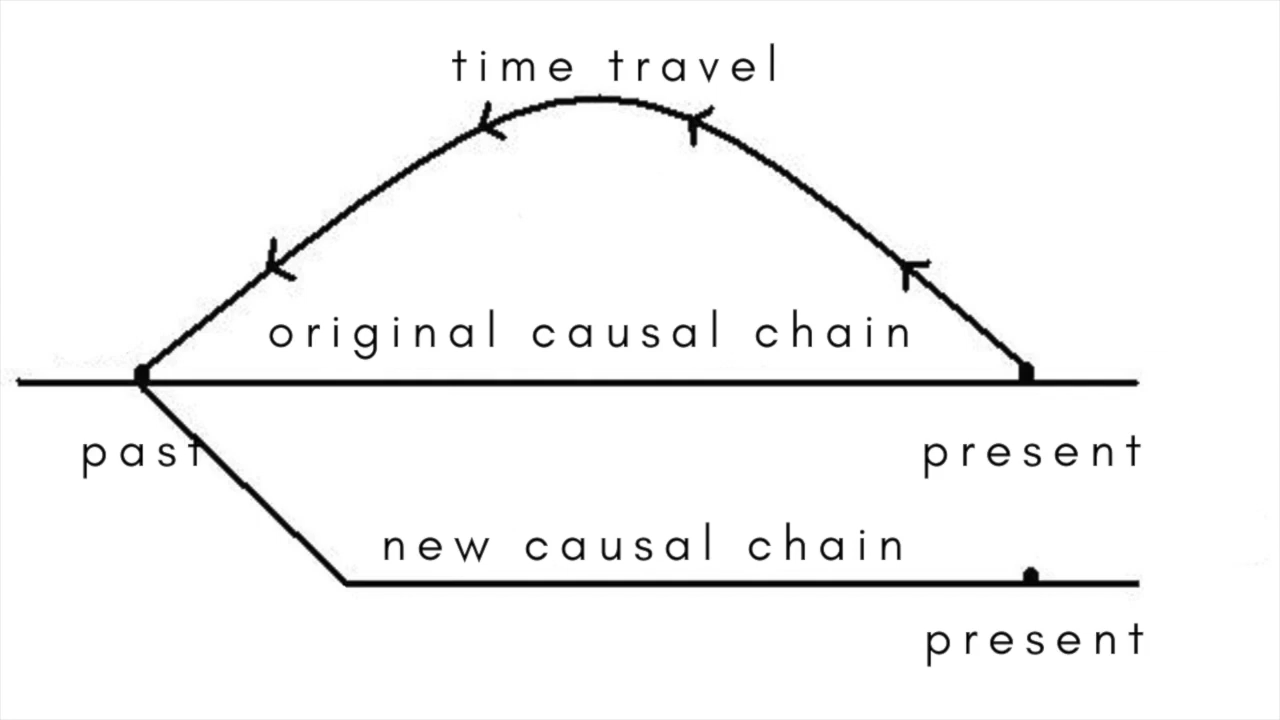 time travel
original causal chain
past
present
new causal chain
present